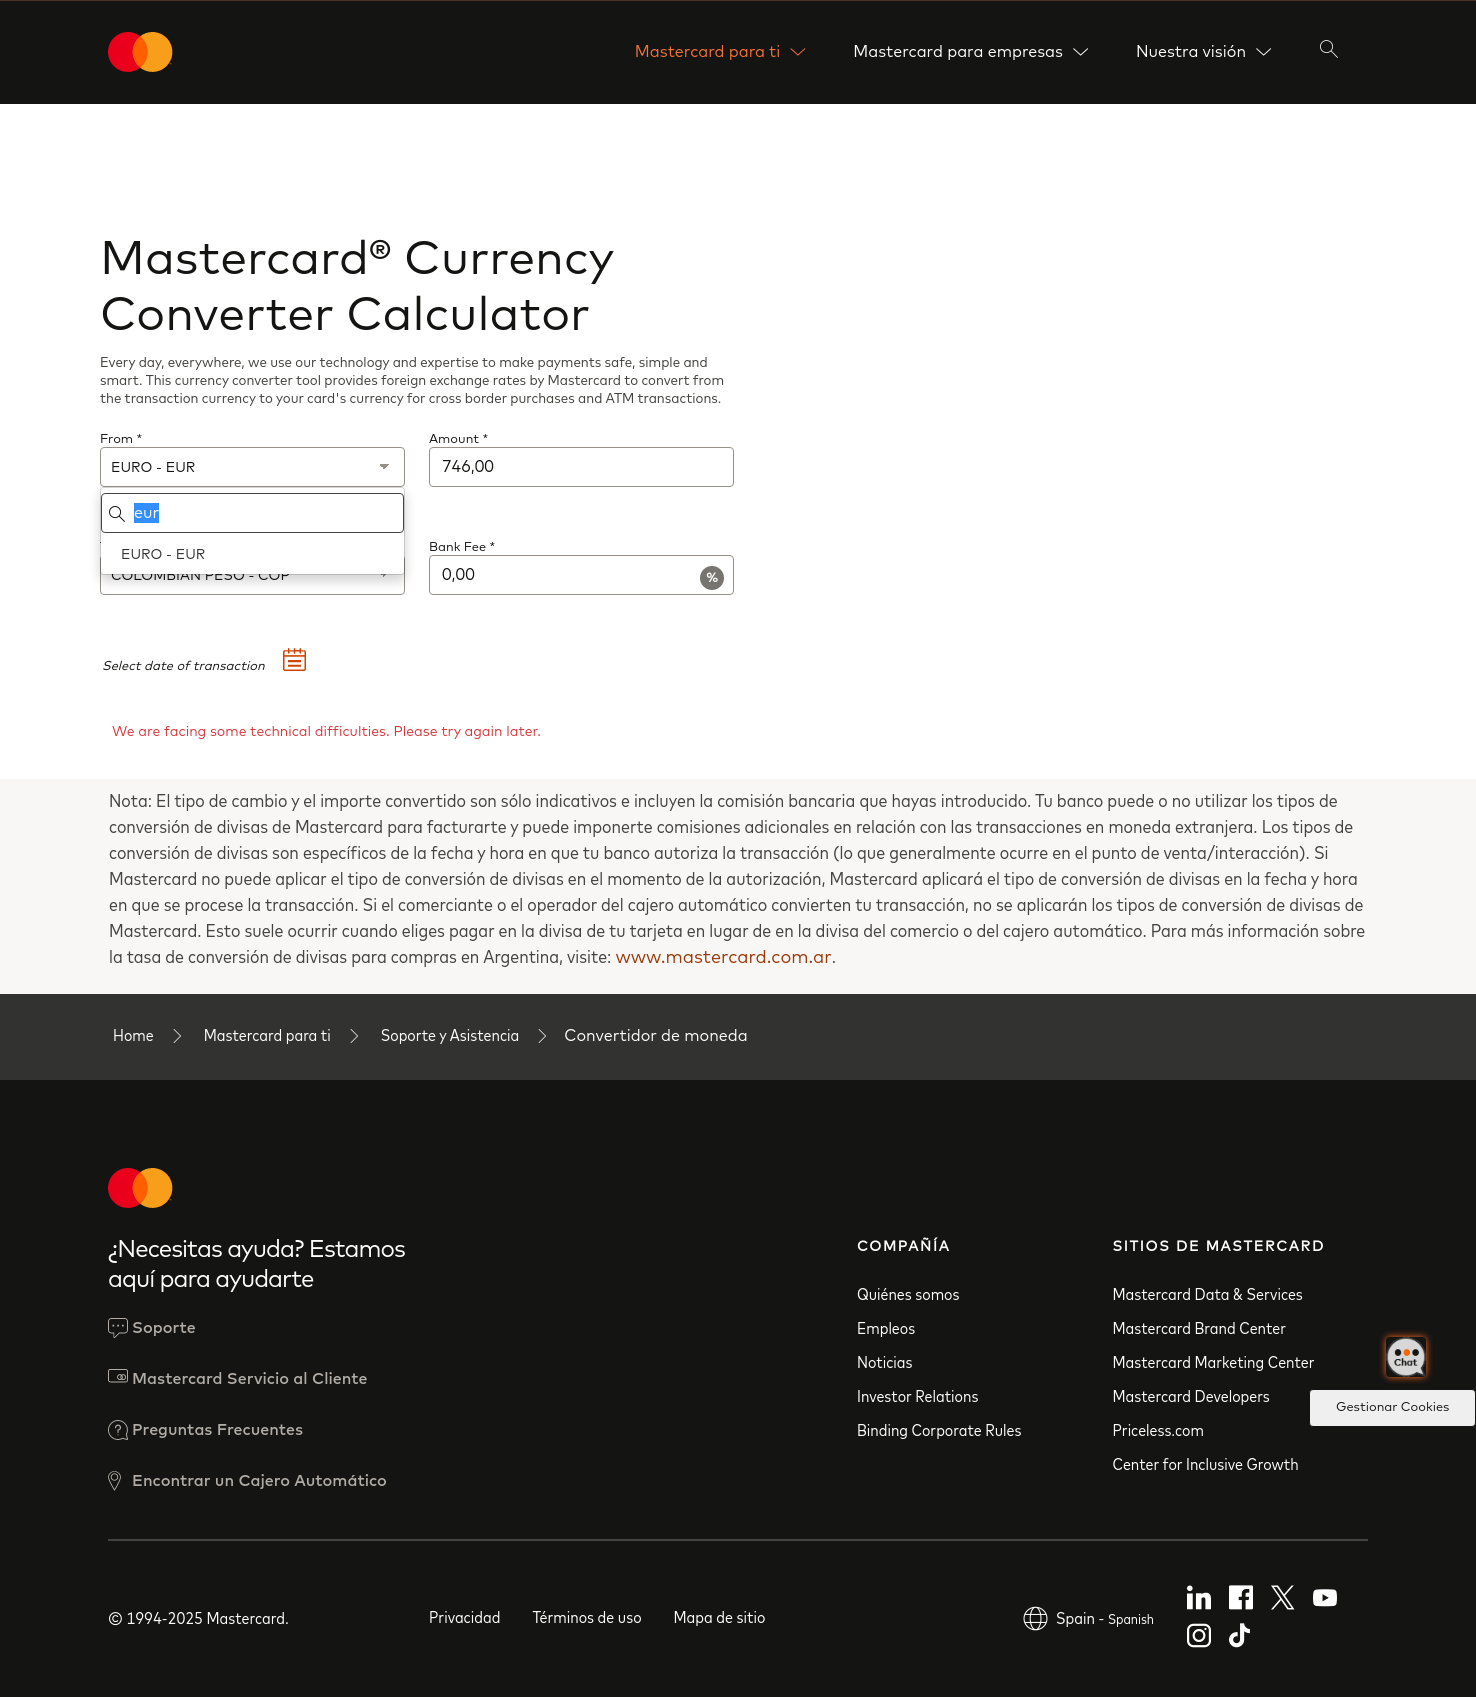 Mastercard para ti
Mastercard para empresas
Nuestra visión
Mastercard® Currency
Converter Calculator
Every day, everywhere, we use our technology and expertise to make payments safe, simple and
smart. This currency converter tool provides foreign exchange rates by Mastercard to convert from
the transaction currency to your card's currency for cross border purchases and ATM transactions.
From *
Amount *
EURO - EUR
746,00
eur
EURO - EUR
Bank Fee *
COLOMBIAN PESO - COP
0,00
%
Select date of transaction
We are facing some technical difficulties. Please try again later.
Nota: El tipo de cambio y el importe convertido son sólo indicativos e incluyen la comisión bancaria que hayas introducido. Tu banco puede o no utilizar los tipos de
conversión de divisas de Mastercard para facturarte y puede imponerte comisiones adicionales en relación con las transacciones en moneda extranjera. Los tipos de
conversión de divisas son específicos de la fecha y hora en que tu banco autoriza la transacción (lo que generalmente ocurre en el punto de venta/interacción). Si
Mastercard no puede aplicar el tipo de conversión de divisas en el momento de la autorización, Mastercard aplicará el tipo de conversión de divisas en la fecha y hora
en que se procese la transacción. Si el comerciante o el operador del cajero automático convierten tu transacción, no se aplicarán los tipos de conversión de divisas de
Mastercard. Esto suele ocurrir cuando eliges pagar en la divisa de tu tarjeta en lugar de en la divisa del comercio o del cajero automático. Para más información sobre
la tasa de conversión de divisas para compras en Argentina, visite: www.mastercard.com.ar.
Home
Mastercard para ti
Soporte y Asistencia
Convertidor de moneda
¿Necesitas ayuda? Estamos
aquí para ayudarte
Soporte
Mastercard Servicio al Cliente
Preguntas Frecuentes
Encontrar un Cajero Automático
COMPAÑÍA
Quiénes somos
Empleos
Noticias
Investor Relations
Binding Corporate Rules
SITIOS DE MASTERCARD
Mastercard Data & Services
Mastercard Brand Center
Mastercard Marketing Center
Mastercard Developers
Priceless.com
Center for Inclusive Growth
Chat
Gestionar Cookies
© 1994-2025 Mastercard.
Privacidad
Términos de uso
Mapa de sitio
Spain - Spanish